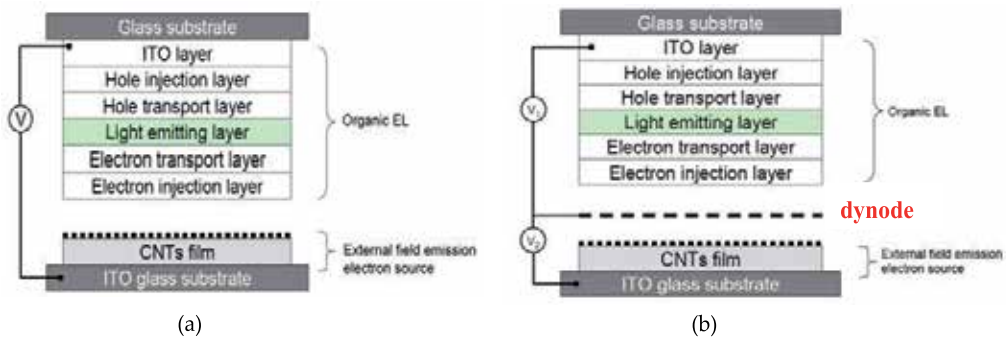 Glass substrate
ITO layer
Hole injection layer
Hole transport layer
Light emitting layer
Electron transport layer
Electron injection layer
Organic EL
V
CNTs film
External field emission
electron source
ITO glass substrate
(a)
(b)
Glass substrate
ITO layer
Hole injection layer
Hole transport layer
Light emitting layer
Electron transport layer
Electron injection layer
Organic EL
V₁
dynode
V₂
CNTs film
External field emission
electron source
ITO glass substrate
(a)
(b)